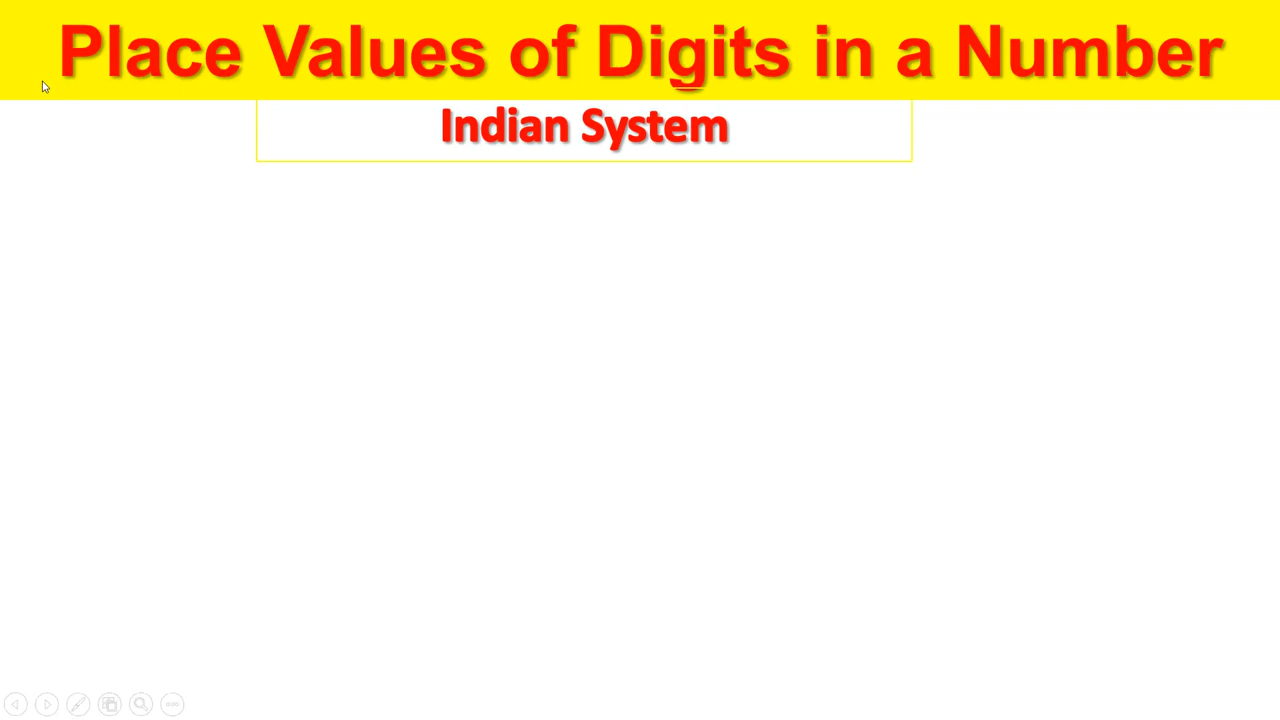 Place Values of Digits in a Number
Indian System